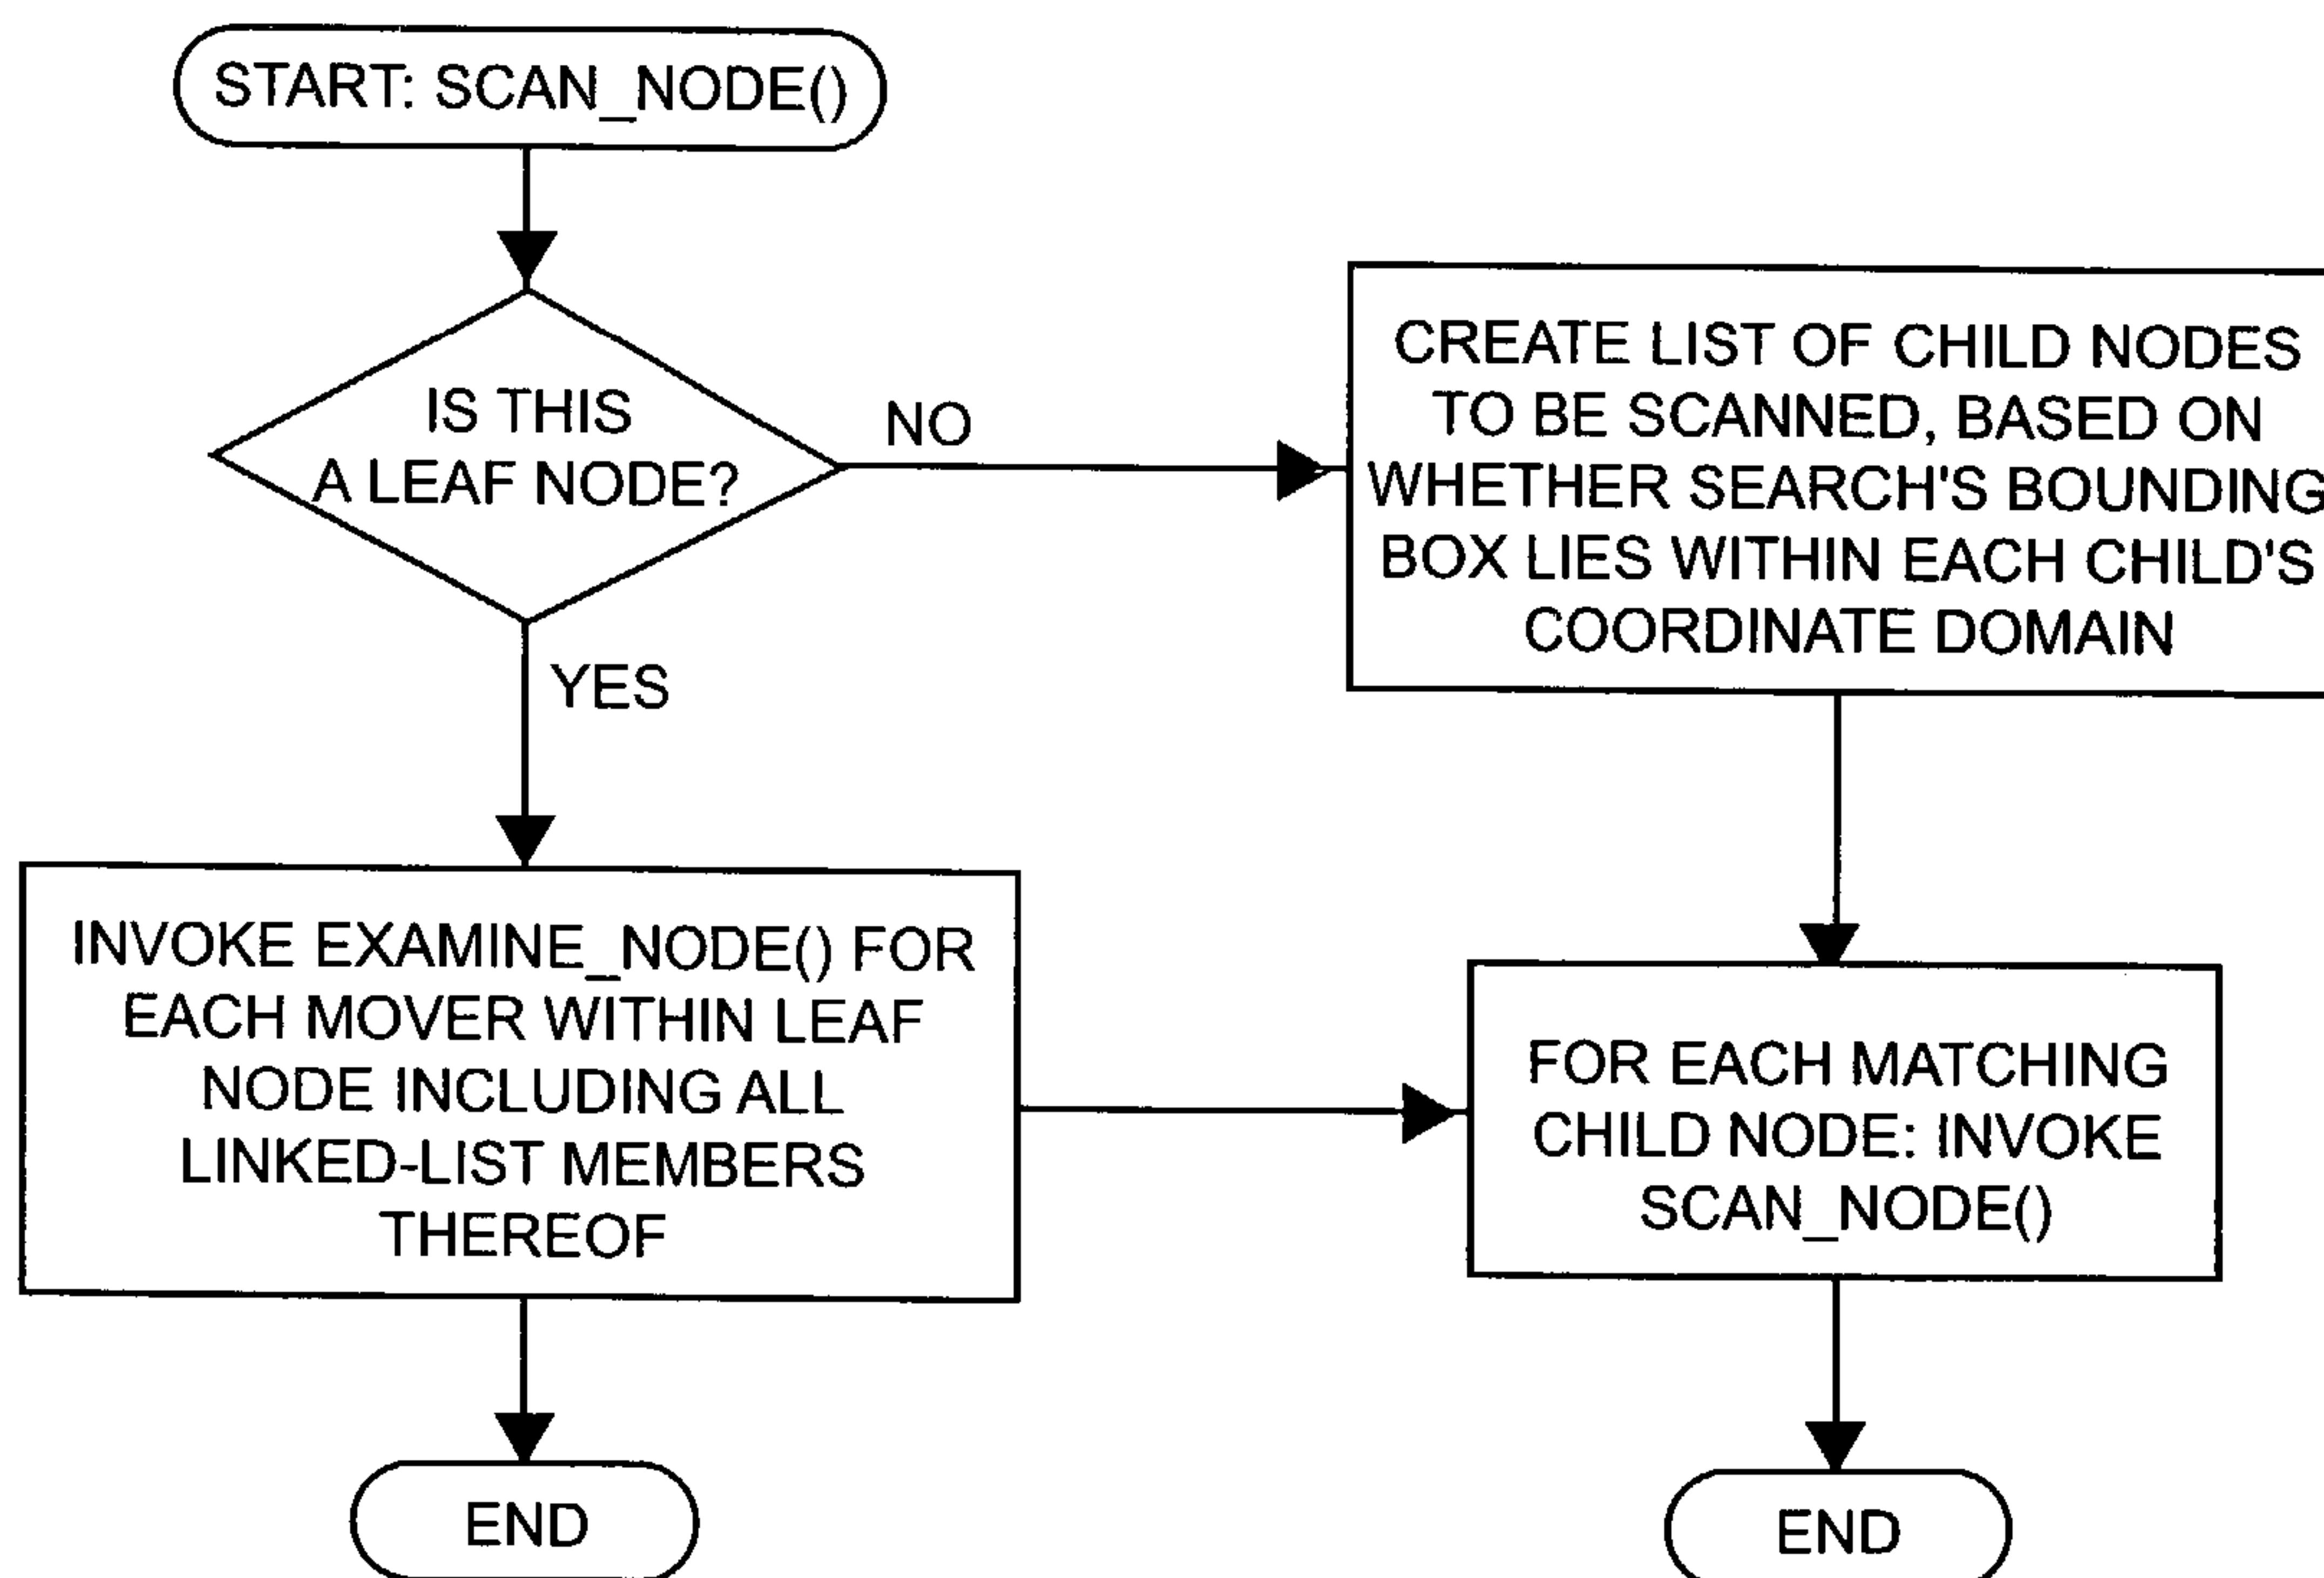 START: SCAN_NODE()
IS THIS
A LEAF NODE?
NO
YES
CREATE LIST OF CHILD NODES
TO BE SCANNED, BASED ON
WHETHER SEARCH'S BOUNDING
BOX LIES WITHIN EACH CHILD'S
COORDINATE DOMAIN
INVOKE EXAMINE_NODE() FOR
EACH MOVER WITHIN LEAF
NODE INCLUDING ALL
LINKED-LIST MEMBERS
THEREOF
FOR EACH MATCHING
CHILD NODE: INVOKE
SCAN_NODE()
END
END